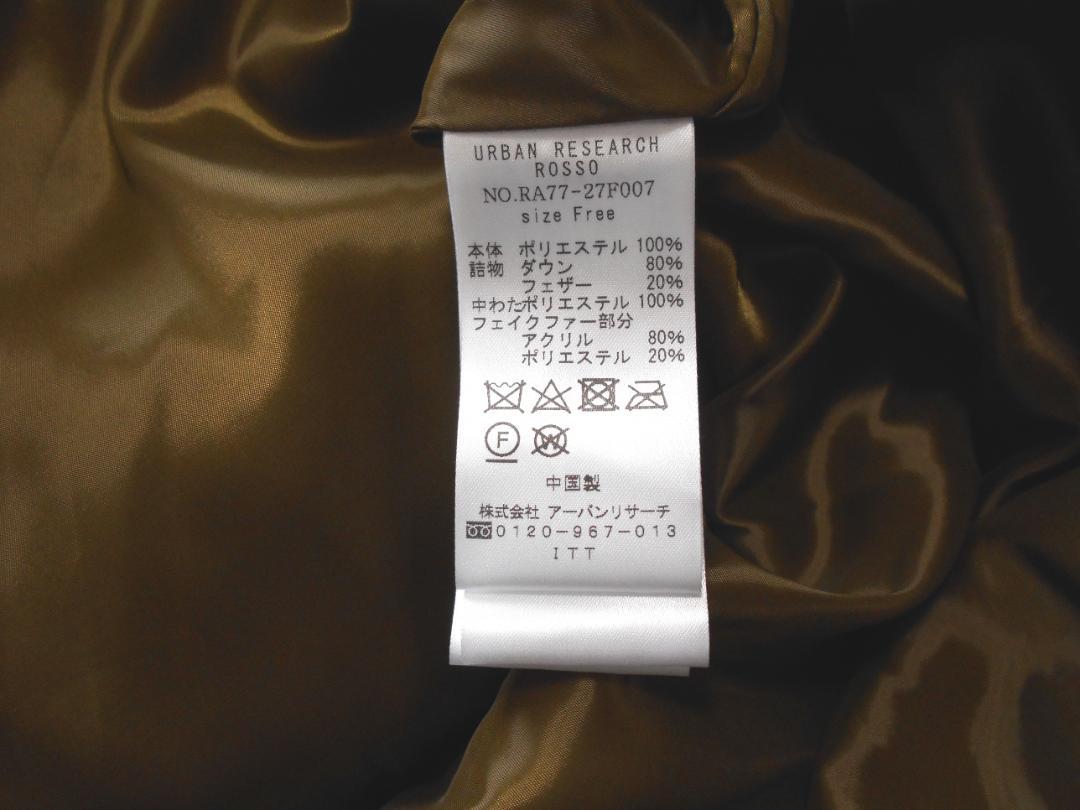 URBAN RESEARCH
ROSSO
NO.RA77-27F007
size Free
本体 ポリエステル 100%
詰物 ダウン 80%
フェザー 20%
中わたポリエステル 100%
フェイクファー部分
アクリル 80%
ポリエステル 20%
F
W
中国製
株式会社 アーバンリサーチ
0120-967-013
ITT